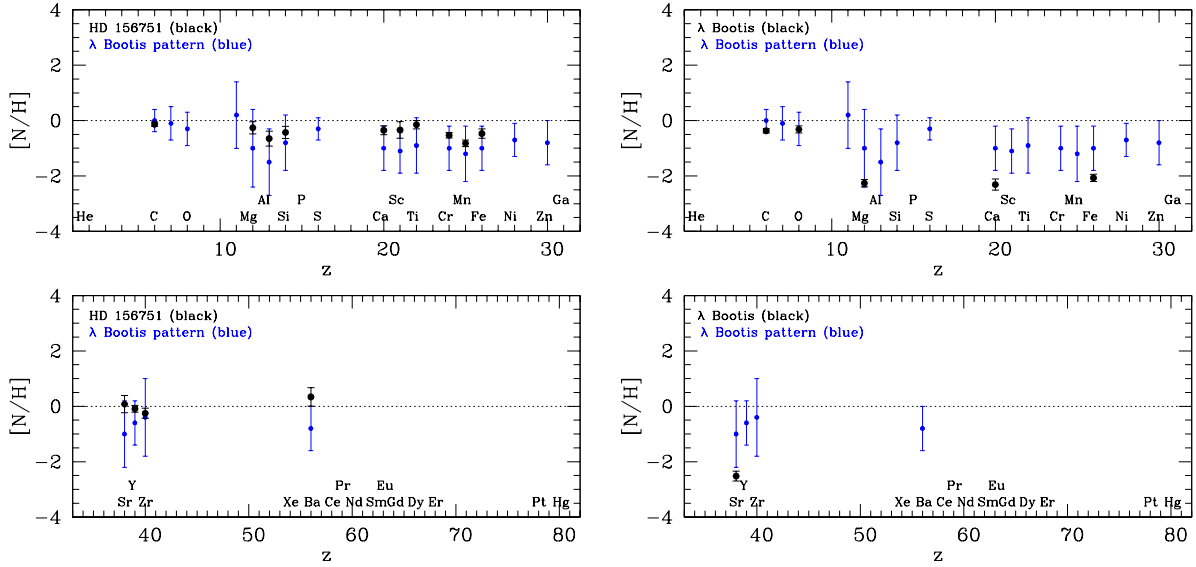 HD 156751 (black)
λ Bootis pattern (blue)
4
2
0
−2
−4
[N/H]
Al P Sc Mn Ga
He C O Mg Si S Ca Ti Cr Fe Ni Zn
10 20 30
z
λ Bootis (black)
λ Bootis pattern (blue)
4
2
0
−2
−4
[N/H]
Al P Sc Mn Ga
He C O Mg Si S Ca Ti Cr Fe Ni Zn
10 20 30
z
HD 156751 (black)
λ Bootis pattern (blue)
4
2
0
−2
−4
[N/H]
Y Pr Eu
Sr Zr Xe Ba Ce Nd Sm Gd Dy Er Pt Hg
40 50 60 70 80
z
λ Bootis (black)
λ Bootis pattern (blue)
4
2
0
−2
−4
[N/H]
Y Pr Eu
Sr Zr Xe Ba Ce Nd Sm Gd Dy Er Pt Hg
40 50 60 70 80
z